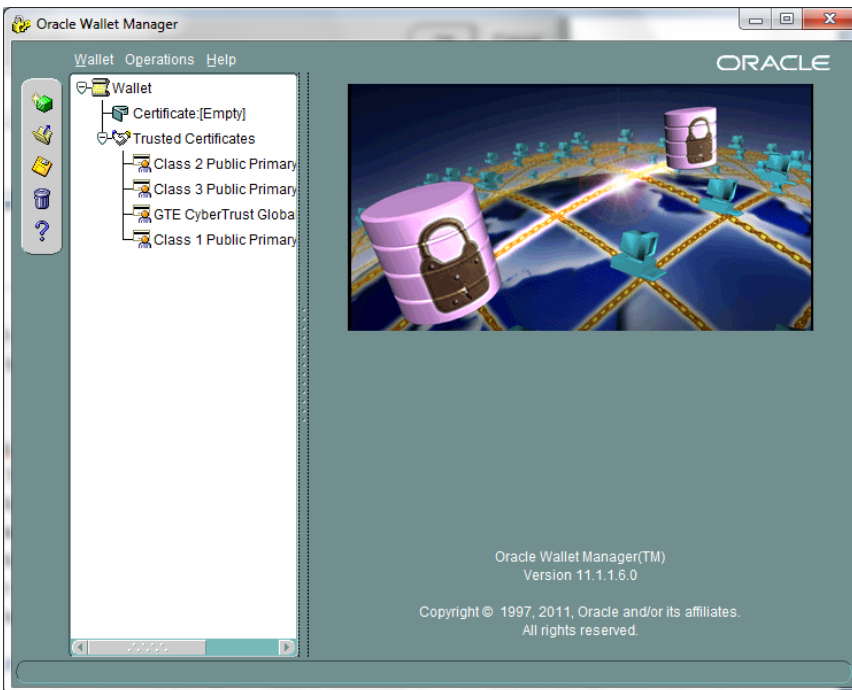 Oracle Wallet Manager
Wallet Operations Help
ORACLE
Wallet
Certificate:[Empty]
Trusted Certificates
Class 2 Public Primary
Class 3 Public Primary
GTE CyberTrust Globa
Class 1 Public Primary
Oracle Wallet Manager(TM)
Version 11.1.1.6.0
Copyright © 1997, 2011, Oracle and/or its affiliates.
All rights reserved.